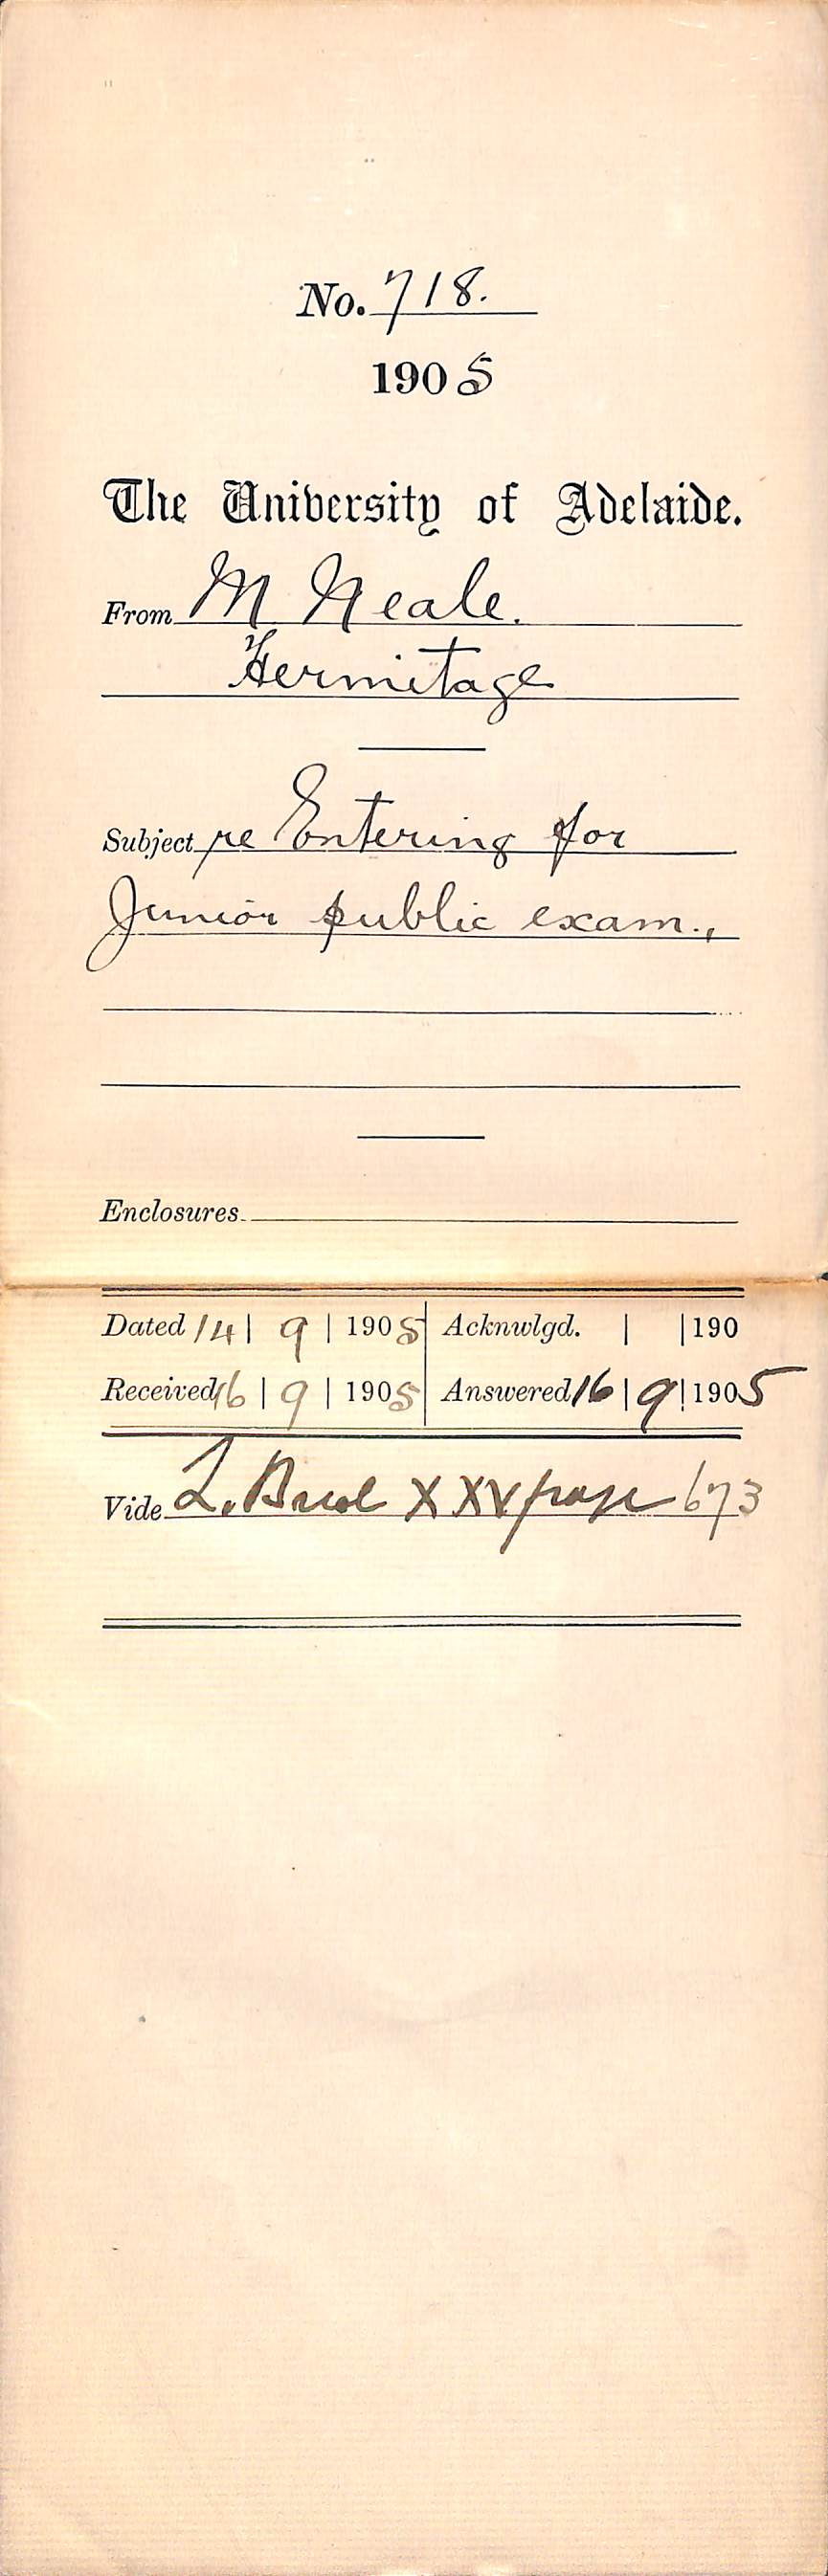 No. 718.
1905
The University of Adelaide.
From M Neale.
Hermitage
Subject re Entering for
Junior public exam.,
Enclosures
Dated 14 | 9 | 1905 Acknwlgd. | | 190
Received 16 | 9 | 1905 Answered 16 | 9 | 1905
Vide L. XXV page 673